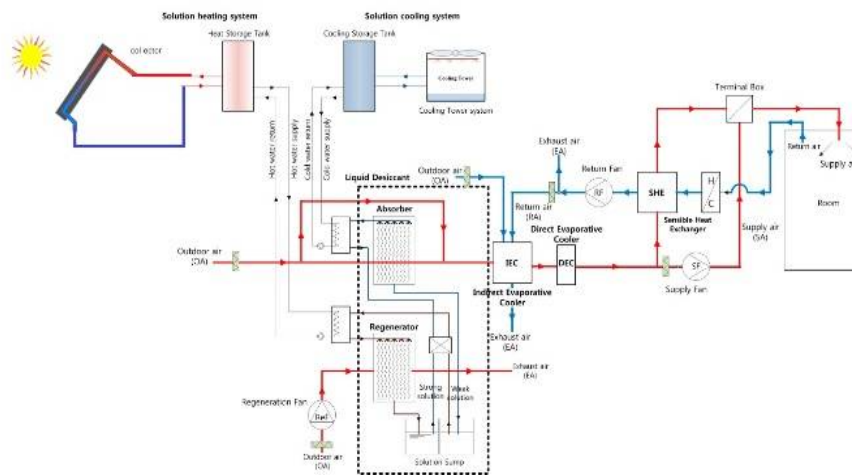 Solution heating system
Solution cooling system
Heat Storage Tank
Cooling Storage Tank
collector
Cooling Tower
Cooling Tower system
Hot water return
Hot water supply
Cold water return
Cold water supply
Terminal Box
Exhaust air
(EA)
Return Fan
Return air
Supply air
Outdoor air
(OA)
Liquid Desiccant
RF
SHE
H
C
Absorber
Return air
(RA)
Sensible Heat
Exchanger
Supply air
(SA)
Room
Direct Evaporative
Cooler
Outdoor air
(OA)
IEC
DEC
SF
Supply Fan
Indirect Evaporative
Cooler
Exhaust air
(EA)
Regenerator
Exhaust air
(EA)
Strong
solution
Weak
solution
Regeneration Fan
Ref
Outdoor air
(OA)
Solution Sump